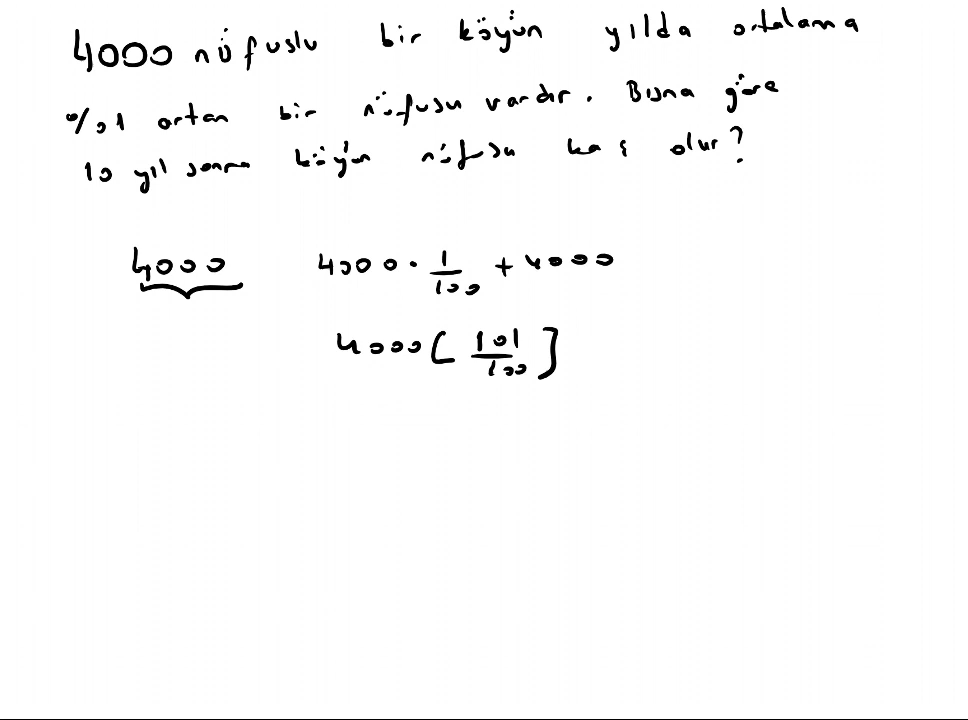 4000 nüfuslu bir köyün yılda ortalama
%1 artan bir nüfusu vardır. Buna göre
10 yıl sonra köyün nüfusu kaç olur?
4000 4000 · 1/100 + 4000
4000 [101/100]